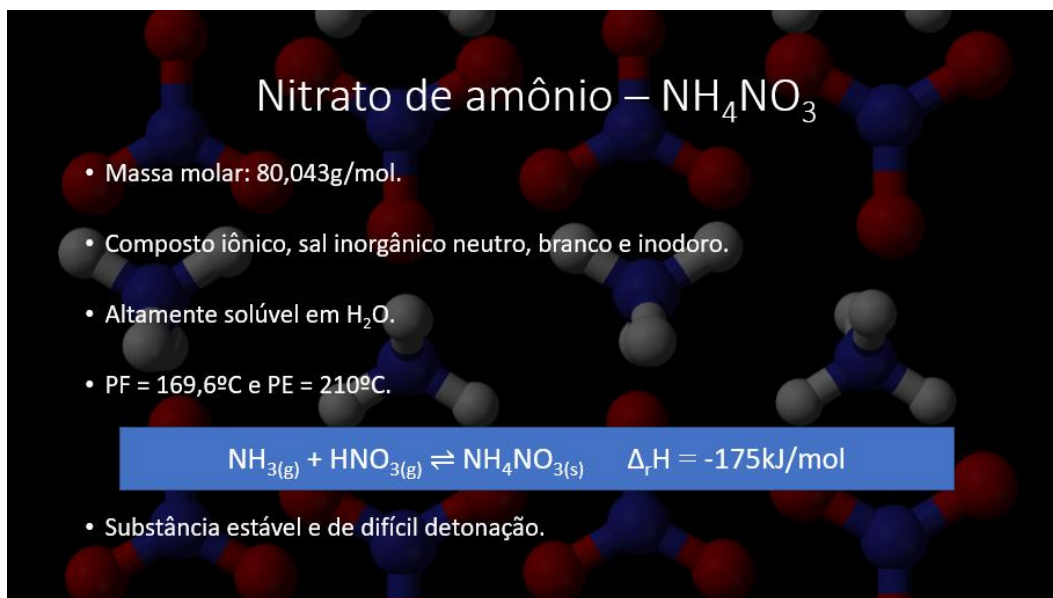 Nitrato de amônio – NH₄NO₃
• Massa molar: 80,043g/mol.
• Composto iônico, sal inorgânico neutro, branco e inodoro.
• Altamente solúvel em H₂O.
• PF = 169,6ºC e PE = 210ºC.
NH₃₍g₎ + HNO₃₍g₎ ⇌ NH₄NO₃₍s₎ ΔᵣH = -175kJ/mol
• Substância estável e de difícil detonação.